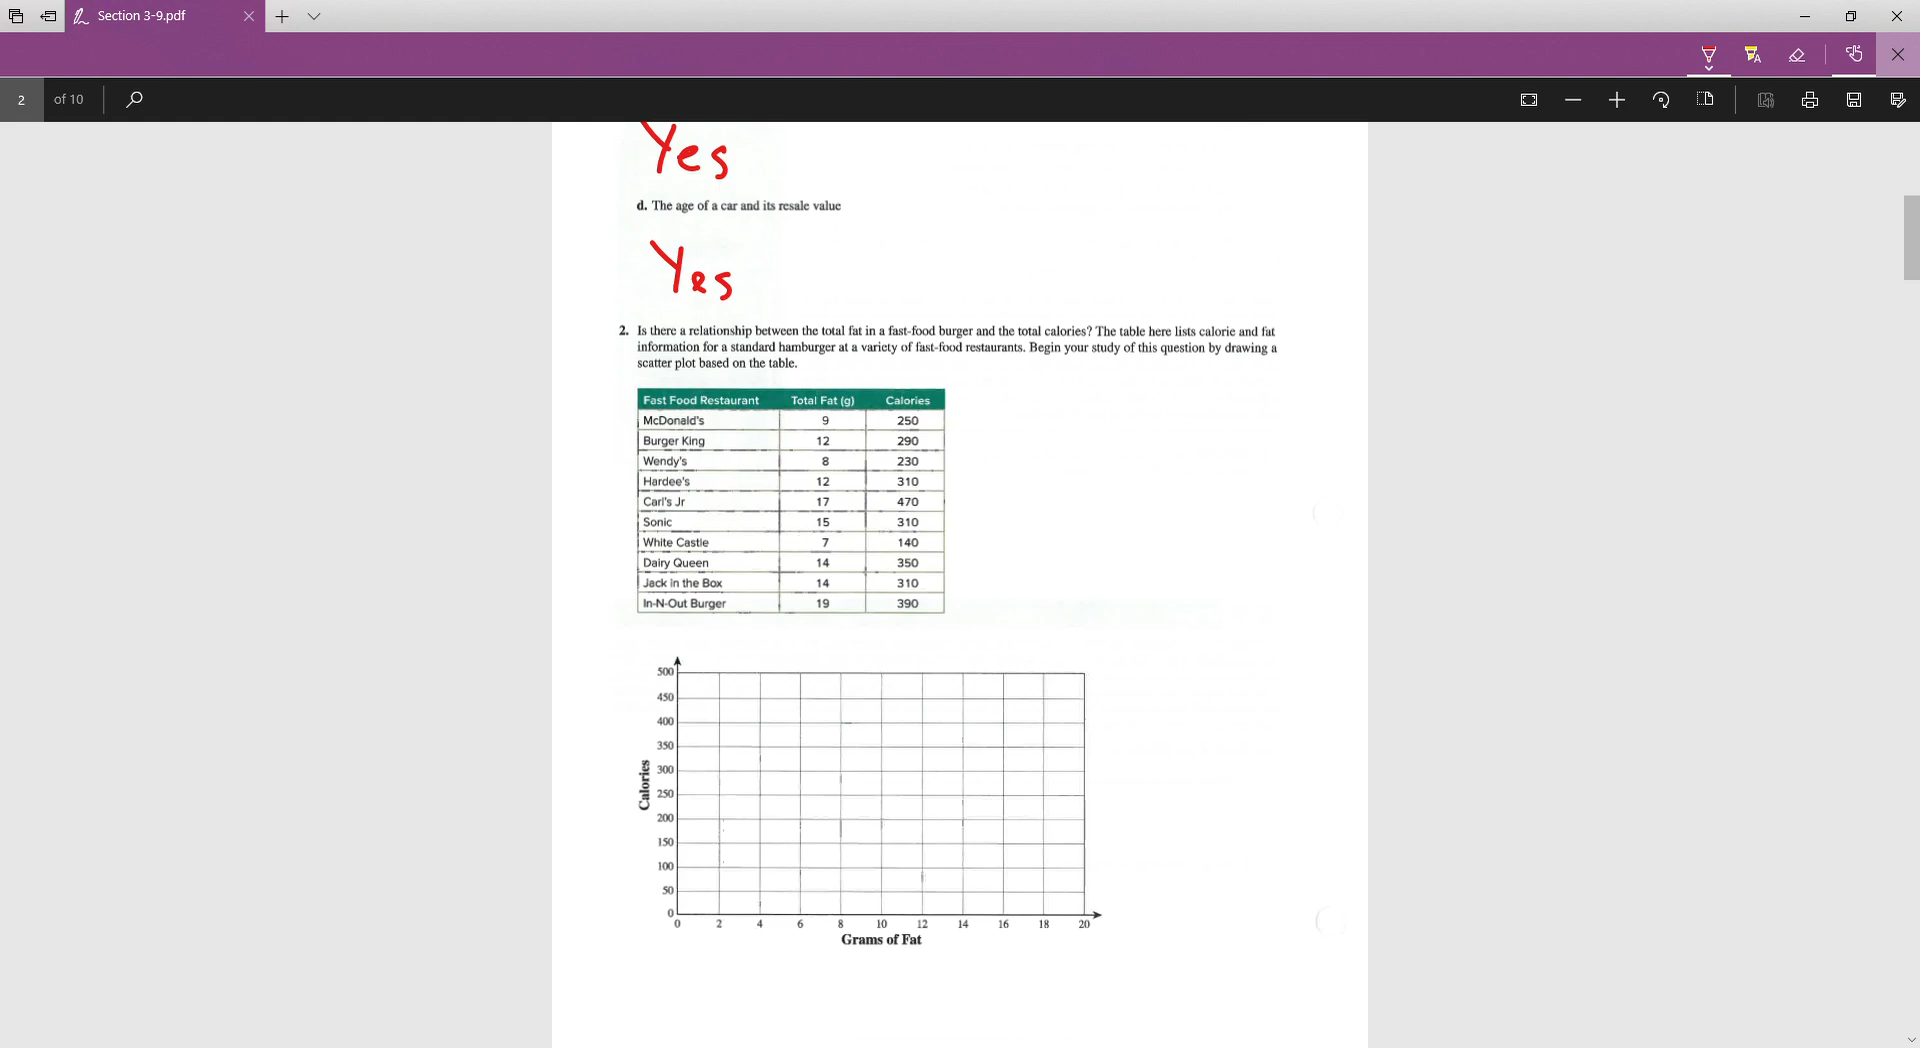 Section 3-9.pdf
2 of 10
Yes
d. The age of a car and its resale value
Yes
2. Is there a relationship between the total fat in a fast-food burger and the total calories? The table here lists calorie and fat
information for a standard hamburger at a variety of fast-food restaurants. Begin your study of this question by drawing a
scatter plot based on the table.
Fast Food Restaurant Total Fat (g) Calories
McDonald's 9 250
Burger King 12 290
Wendy's 8 230
Hardee's 12 310
Carl's Jr 17 470
Sonic 15 310
White Castle 7 140
Dairy Queen 14 350
Jack in the Box 14 310
In-N-Out Burger 19 390
500
450
400
350
300
250
200
150
100
50
0
Calories
0 2 4 6 8 10 12 14 16 18 20
Grams of Fat